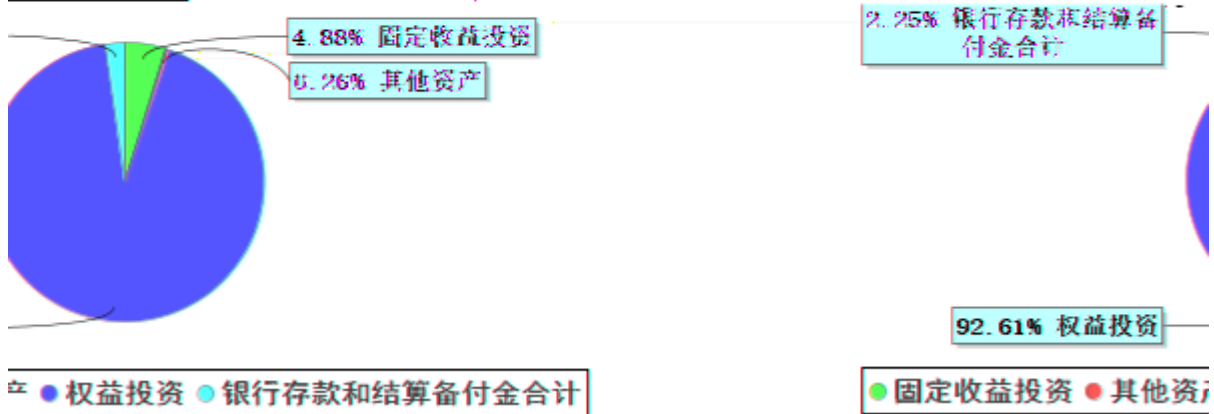 4.88% 固定收益投资
0.26% 其他资产
2.25% 银行存款和结算备
付金合计
92.61% 权益投资
产 ● 权益投资 ● 银行存款和结算备付金合计
● 固定收益投资 ● 其他资产